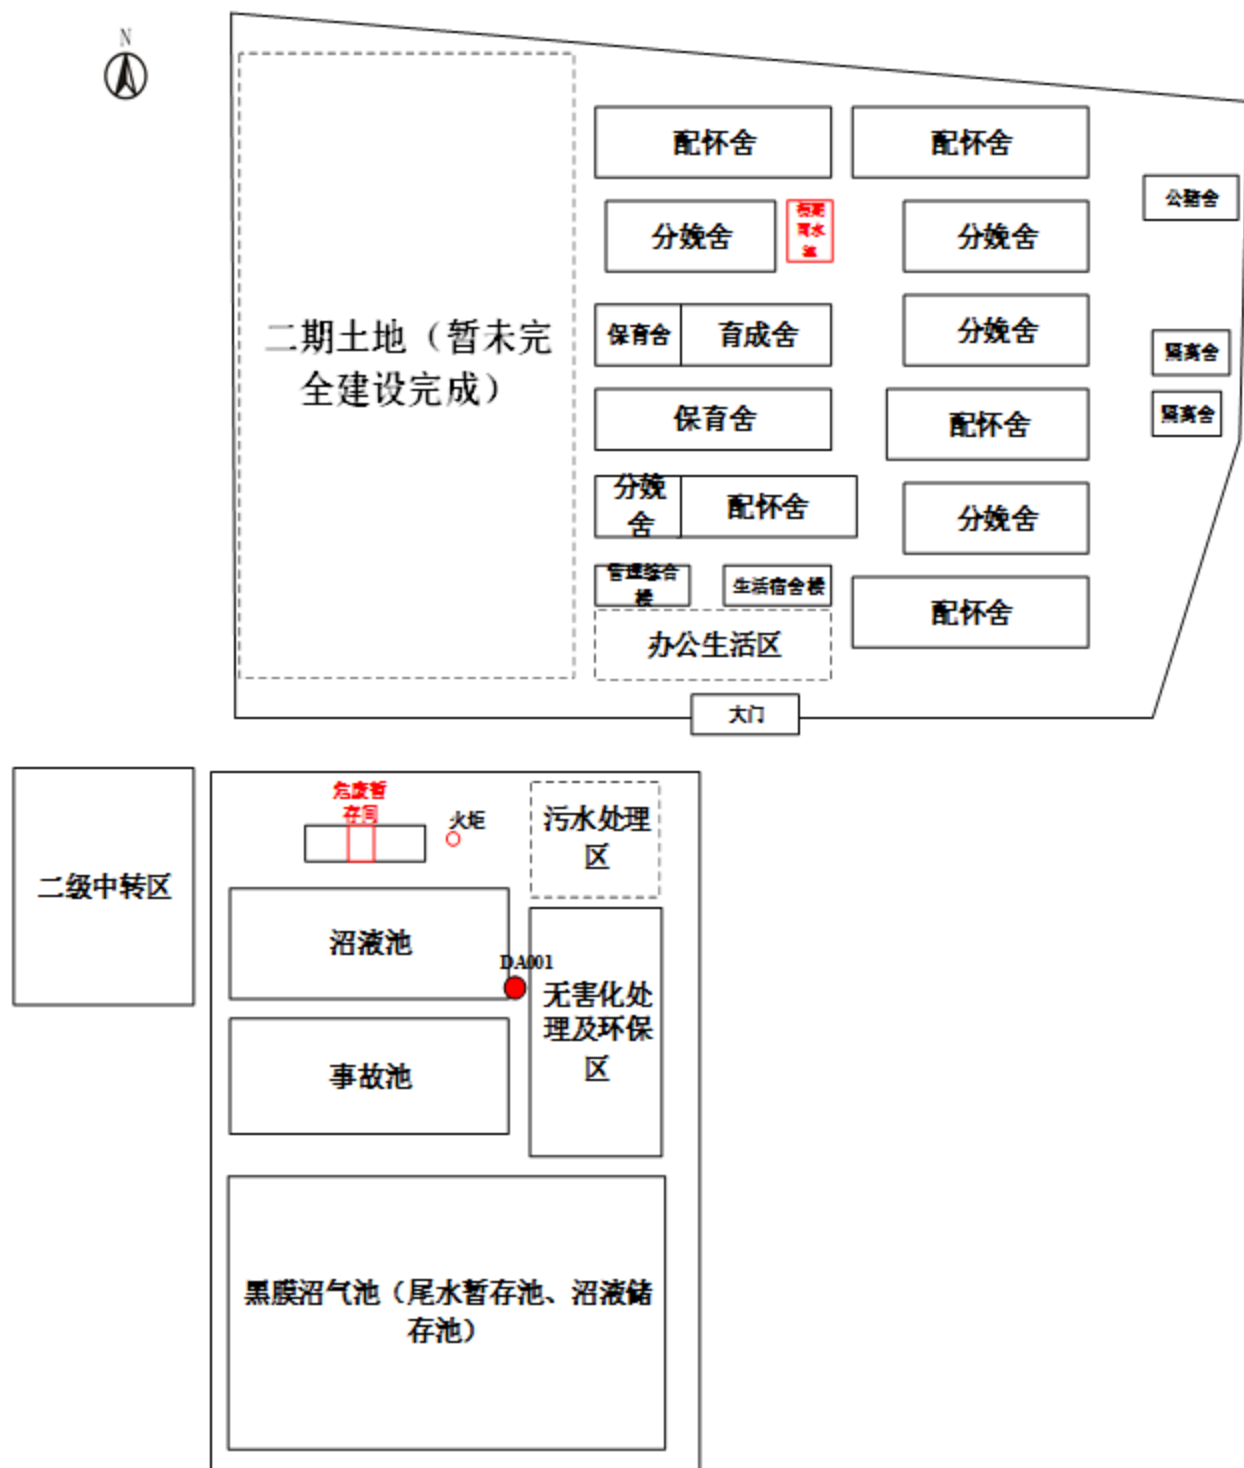 N
配怀舍
配怀舍
公猪舍
分娩舍
初期
雨水
池
分娩舍
二期土地（暂未完
全建设完成）
保育舍
育成舍
分娩舍
隔离舍
保育舍
配怀舍
隔离舍
分娩
舍
配怀舍
分娩舍
管理综合
楼
生活宿舍楼
配怀舍
办公生活区
大门
危废暂
存间
火炬
污水处理
区
二级中转区
沼液池
DA001
无害化处
理及环保
区
事故池
黑膜沼气池（尾水暂存池、沼液储
存池）